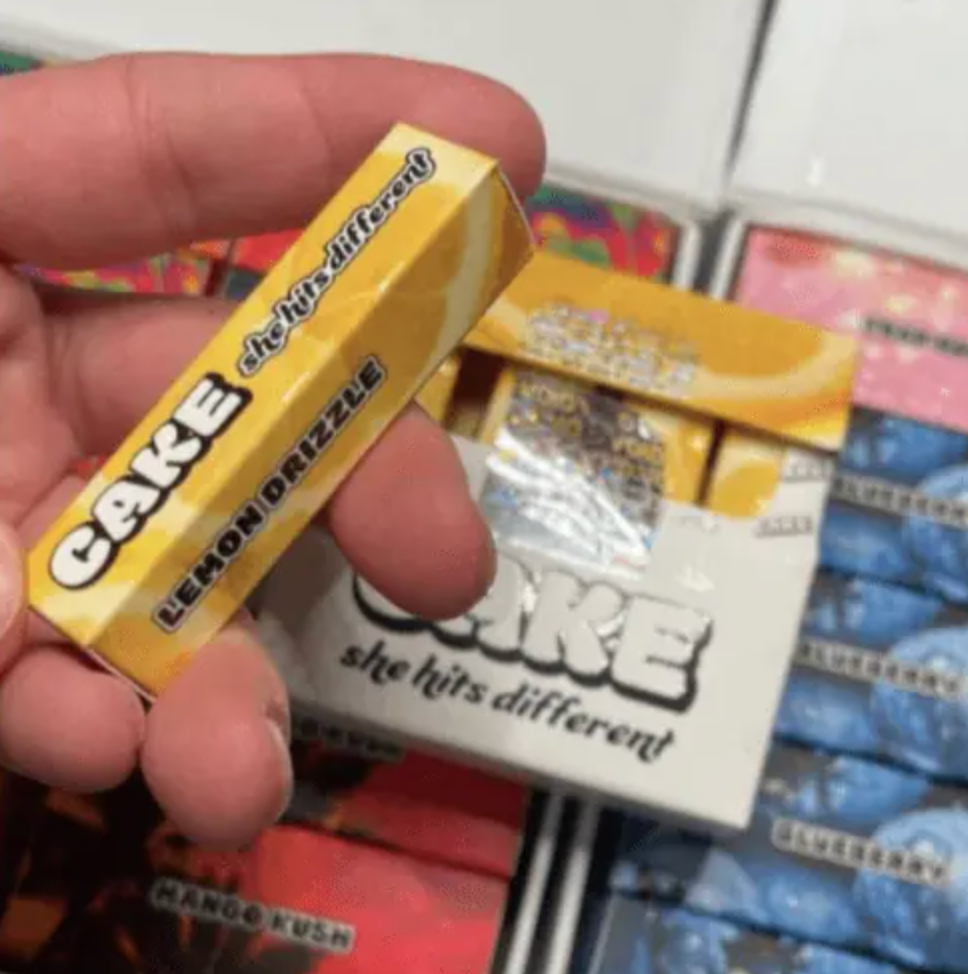 CAKE she hits different
LEMON DRIZZLE
CAKE
she hits different
BLUEBERRY
BLUEBERRY
BLUEBERRY
MANGO KUSH